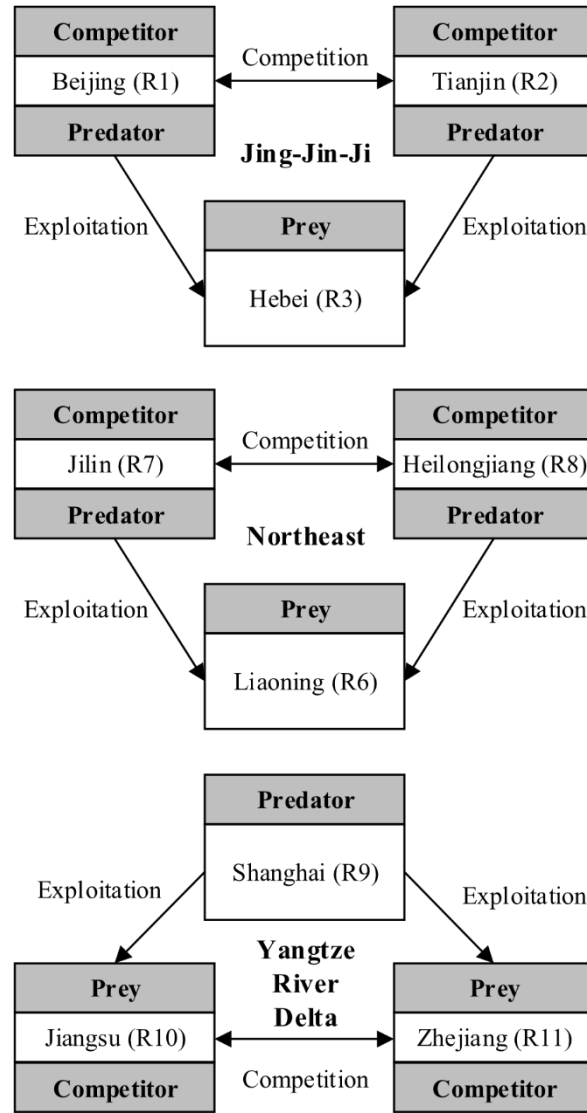 Competitor
Competitor
Competition
Beijing (R1)
Tianjin (R2)
Predator
Predator
Jing-Jin-Ji
Exploitation
Prey
Exploitation
Hebei (R3)
Competitor
Competitor
Competition
Jilin (R7)
Heilongjiang (R8)
Predator
Predator
Northeast
Exploitation
Prey
Exploitation
Liaoning (R6)
Predator
Shanghai (R9)
Exploitation
Exploitation
Yangtze
River
Delta
Prey
Prey
Jiangsu (R10)
Zhejiang (R11)
Competitor
Competition
Competitor